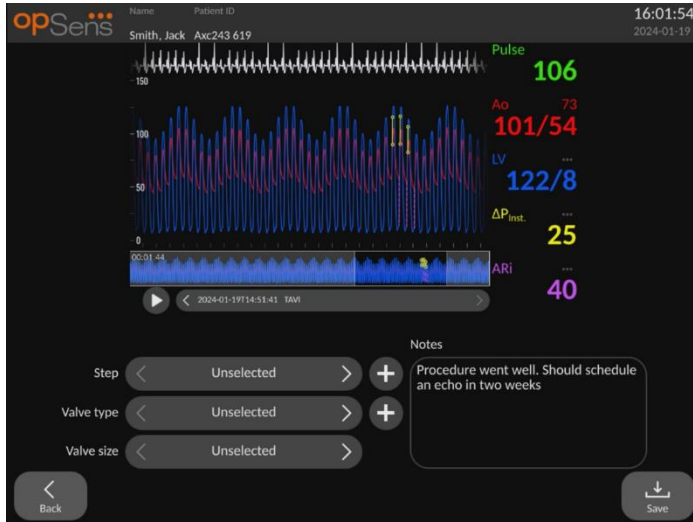 opSens
Name Patient ID
Smith, Jack Axc243 619
16:01:54
2024-01-19
150
100
50
0
Pulse
106
Ao 73
101/54
LV ---
122/8
ΔPInst. ---
25
ARi ---
40
00:01:44
2024-01-19T14:51:41 TAVI
Notes
Procedure went well. Should schedule
an echo in two weeks
Step Unselected
Valve type Unselected
Valve size Unselected
Back
Save